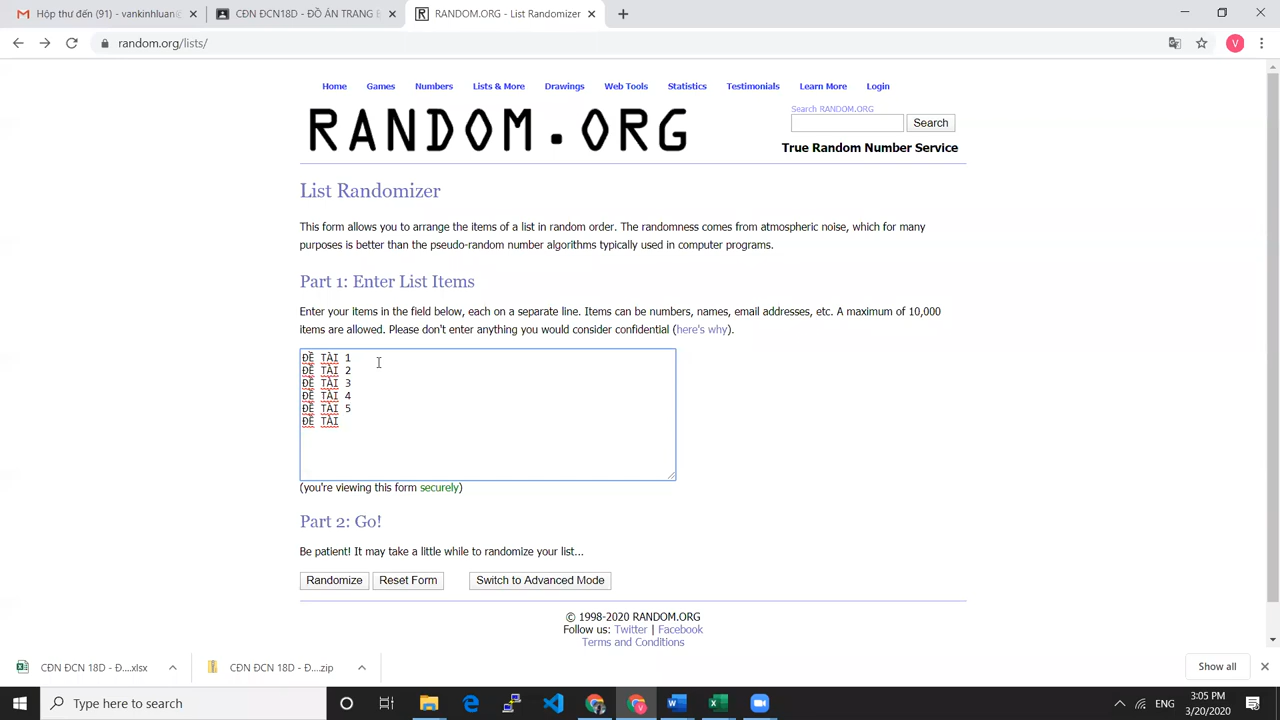 Hộp thư đến (91) - vankinhluan@
CĐN ĐCN18D - ĐỒ ÁN TRANG B
RANDOM.ORG - List Randomizer
random.org/lists/
V
Home Games Numbers Lists & More Drawings Web Tools Statistics Testimonials Learn More Login
RANDOM.ORG
Search RANDOM.ORG
Search
True Random Number Service
List Randomizer
This form allows you to arrange the items of a list in random order. The randomness comes from atmospheric noise, which for many
purposes is better than the pseudo-random number algorithms typically used in computer programs.
Part 1: Enter List Items
Enter your items in the field below, each on a separate line. Items can be numbers, names, email addresses, etc. A maximum of 10,000
items are allowed. Please don't enter anything you would consider confidential (here's why).
ĐỀ TÀI 1
ĐỀ TÀI 2
ĐỀ TÀI 3
ĐỀ TÀI 4
ĐỀ TÀI 5
ĐỀ TÀI
(you're viewing this form securely)
Part 2: Go!
Be patient! It may take a little while to randomize your list...
Randomize Reset Form Switch to Advanced Mode
© 1998-2020 RANDOM.ORG
Follow us: Twitter | Facebook
Terms and Conditions
CĐN ĐCN 18D - Đ....xlsx
CĐN ĐCN 18D - Đ....zip
Show all
Type here to search
3:05 PM
3/20/2020